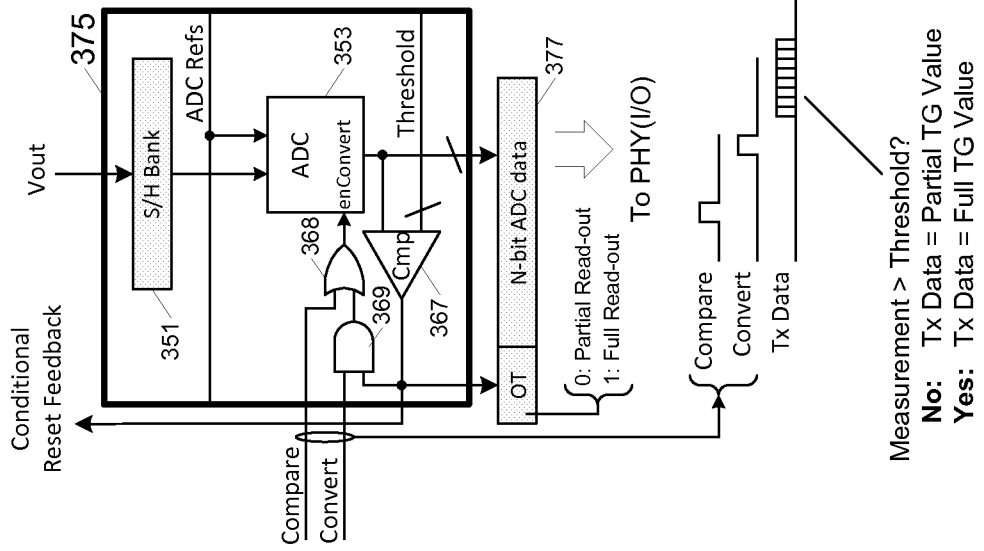 Conditional
Reset Feedback
Vout
375
S/H Bank
351
ADC Refs
ADC
enConvert
353
368
369
Cmp
367
Threshold
Compare
Convert
OT
N-bit ADC data
377
0: Partial Read-out
1: Full Read-out
To PHY(I/O)
Compare
Convert
Tx Data
Measurement > Threshold?
No: Tx Data = Partial TG Value
Yes: Tx Data = Full TG Value